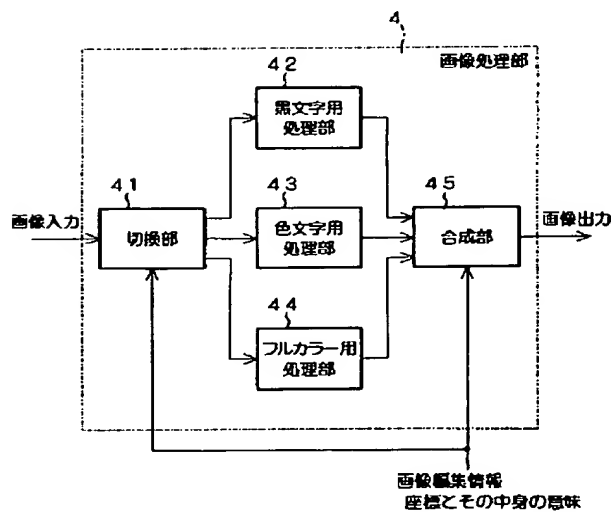 4
画像処理部
42
黒文字用
処理部
41
43
45
画像入力
切換部
色文字用
処理部
合成部
画像出力
44
フルカラー用
処理部
画像編集情報
座標とその中身の意味